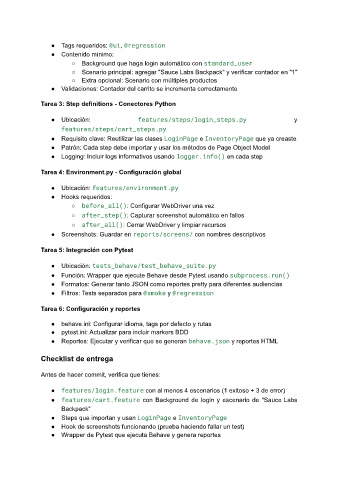 ● Tags requeridos: @ui, @regression
● Contenido mínimo:
○ Background que haga login automático con standard_user
○ Scenario principal: agregar "Sauce Labs Backpack" y verificar contador en "1"
○ Extra opcional: Scenario con múltiples productos
● Validaciones: Contador del carrito se incrementa correctamente
Tarea 3: Step definitions - Conectores Python
● Ubicación: features/steps/login_steps.py y
features/steps/cart_steps.py
● Requisito clave: Reutilizar las clases LoginPage e InventoryPage que ya creaste
● Patrón: Cada step debe importar y usar los métodos de Page Object Model
● Logging: Incluir logs informativos usando logger.info() en cada step
Tarea 4: Environment.py - Configuración global
● Ubicación: features/environment.py
● Hooks requeridos:
○ before_all(): Configurar WebDriver una vez
○ after_step(): Capturar screenshot automático en fallos
○ after_all(): Cerrar WebDriver y limpiar recursos
● Screenshots: Guardar en reports/screens/ con nombres descriptivos
Tarea 5: Integración con Pytest
● Ubicación: tests_behave/test_behave_suite.py
● Función: Wrapper que ejecute Behave desde Pytest usando subprocess.run()
● Formatos: Generar tanto JSON como reportes pretty para diferentes audiencias
● Filtros: Tests separados para @smoke y @regression
Tarea 6: Configuración y reportes
● behave.ini: Configurar idioma, tags por defecto y rutas
● pytest.ini: Actualizar para incluir markers BDD
● Reportes: Ejecutar y verificar que se generan behave.json y reportes HTML
Checklist de entrega
Antes de hacer commit, verifica que tienes:
● features/login.feature con al menos 4 escenarios (1 exitoso + 3 de error)
● features/cart.feature con Background de login y escenario de "Sauce Labs
Backpack"
● Steps que importan y usan LoginPage e InventoryPage
● Hook de screenshots funcionando (prueba haciendo fallar un test)
● Wrapper de Pytest que ejecuta Behave y genera reportes